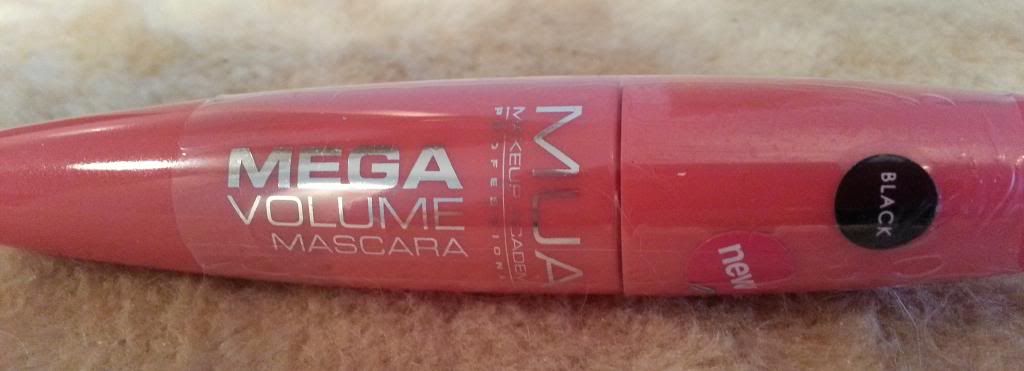 MEGA
VOLUME
MASCARA
MUA
MAKEUP ACADEMY
BLACK
new